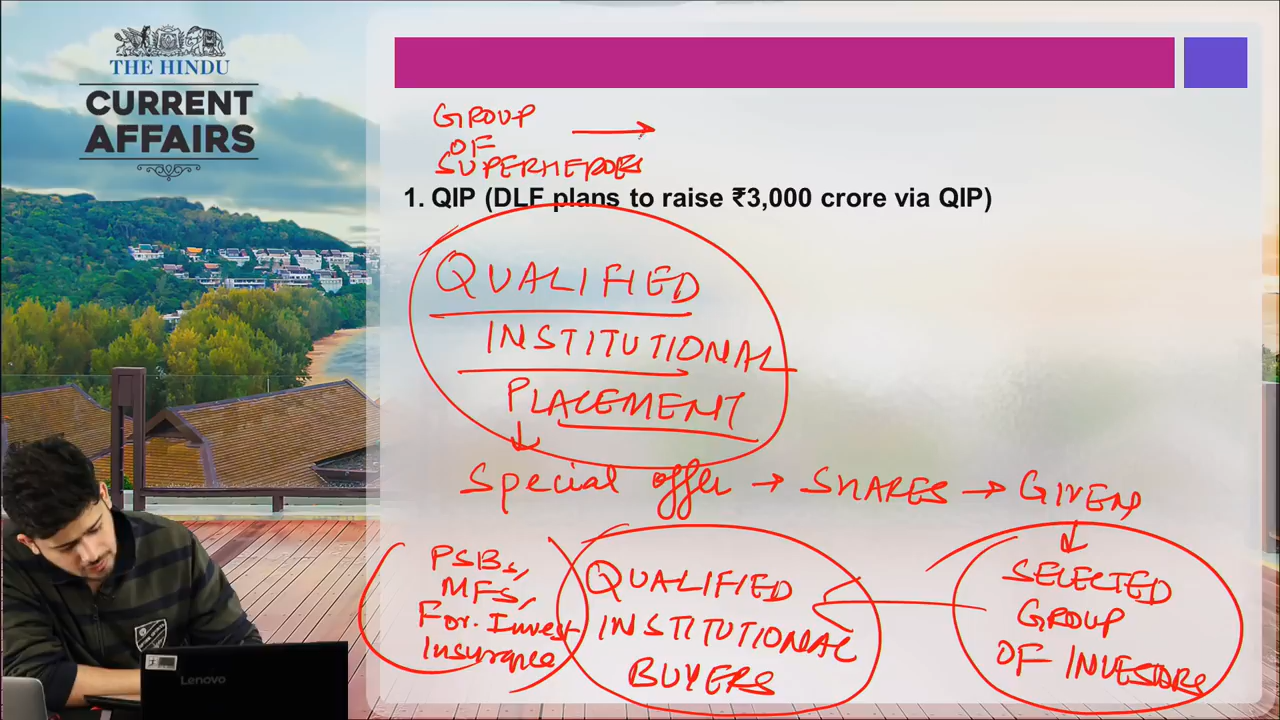 THE HINDU
CURRENT
AFFAIRS
GROUP →
OF
SUPERHEROES
1. QIP (DLF plans to raise ₹3,000 crore via QIP)
QUALIFIED
INSTITUTIONAL
PLACEMENT
Special offer → SHARES → GIVEN
SELECTED
GROUP
OF INVESTORS
QUALIFIED
INSTITUTIONAL
BUYERS
PSBs,
MFs,
For. Invest
Insurance
Lenovo